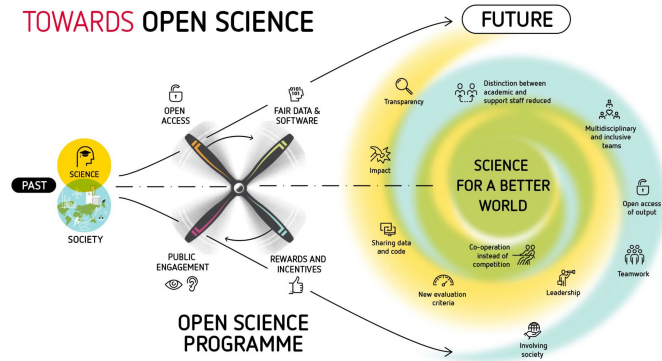 TOWARDS OPEN SCIENCE
FUTURE
PAST
SCIENCE
SOCIETY
OPEN
ACCESS
0101
101
FAIR DATA &
SOFTWARE
PUBLIC
ENGAGEMENT
REWARDS AND
INCENTIVES
OPEN SCIENCE
PROGRAMME
Transparency
Distinction between
academic and
support staff reduced
Multidisciplinary
and inclusive
teams
Impact
SCIENCE
FOR A BETTER
WORLD
Open access
of output
Sharing data
and code
Co-operation
instead of
competition
Teamwork
New evaluation
criteria
Leadership
Involving
society